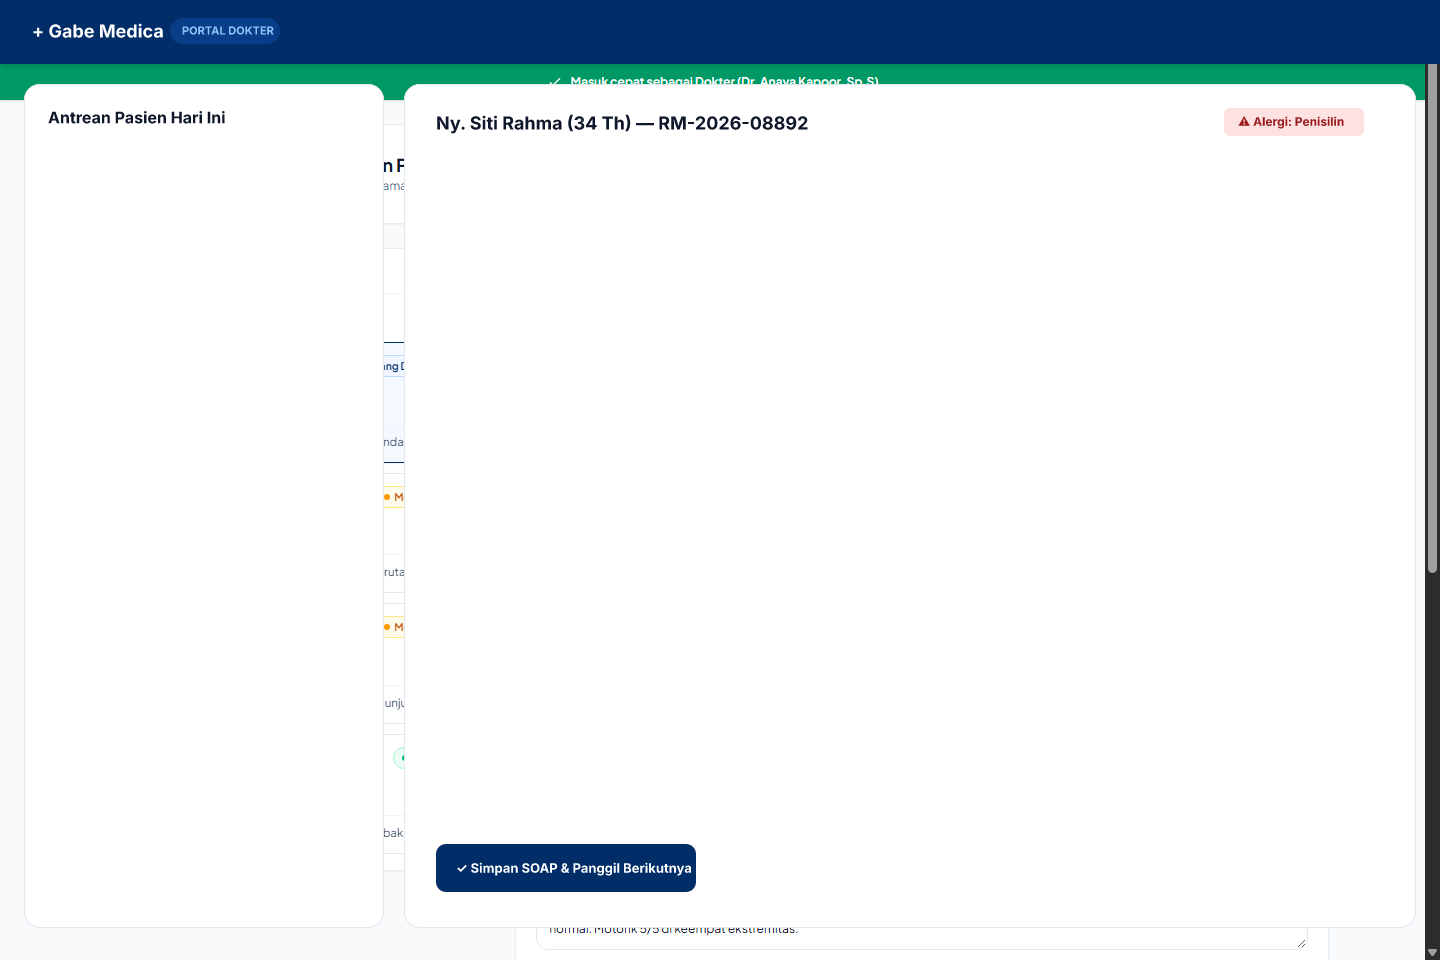 + Gabe Medica
PORTAL DOKTER
Masuk cepat sebagai Dokter (Dr. Anaya Kapoor, Sp.S)
Antrean Pasien Hari Ini
Ny. Siti Rahma (34 Th) — RM-2026-08892
⚠ Alergi: Penisilin
✓ Simpan SOAP & Panggil Berikutnya
normal. Motorik 5/5 di keempat ekstremitas.